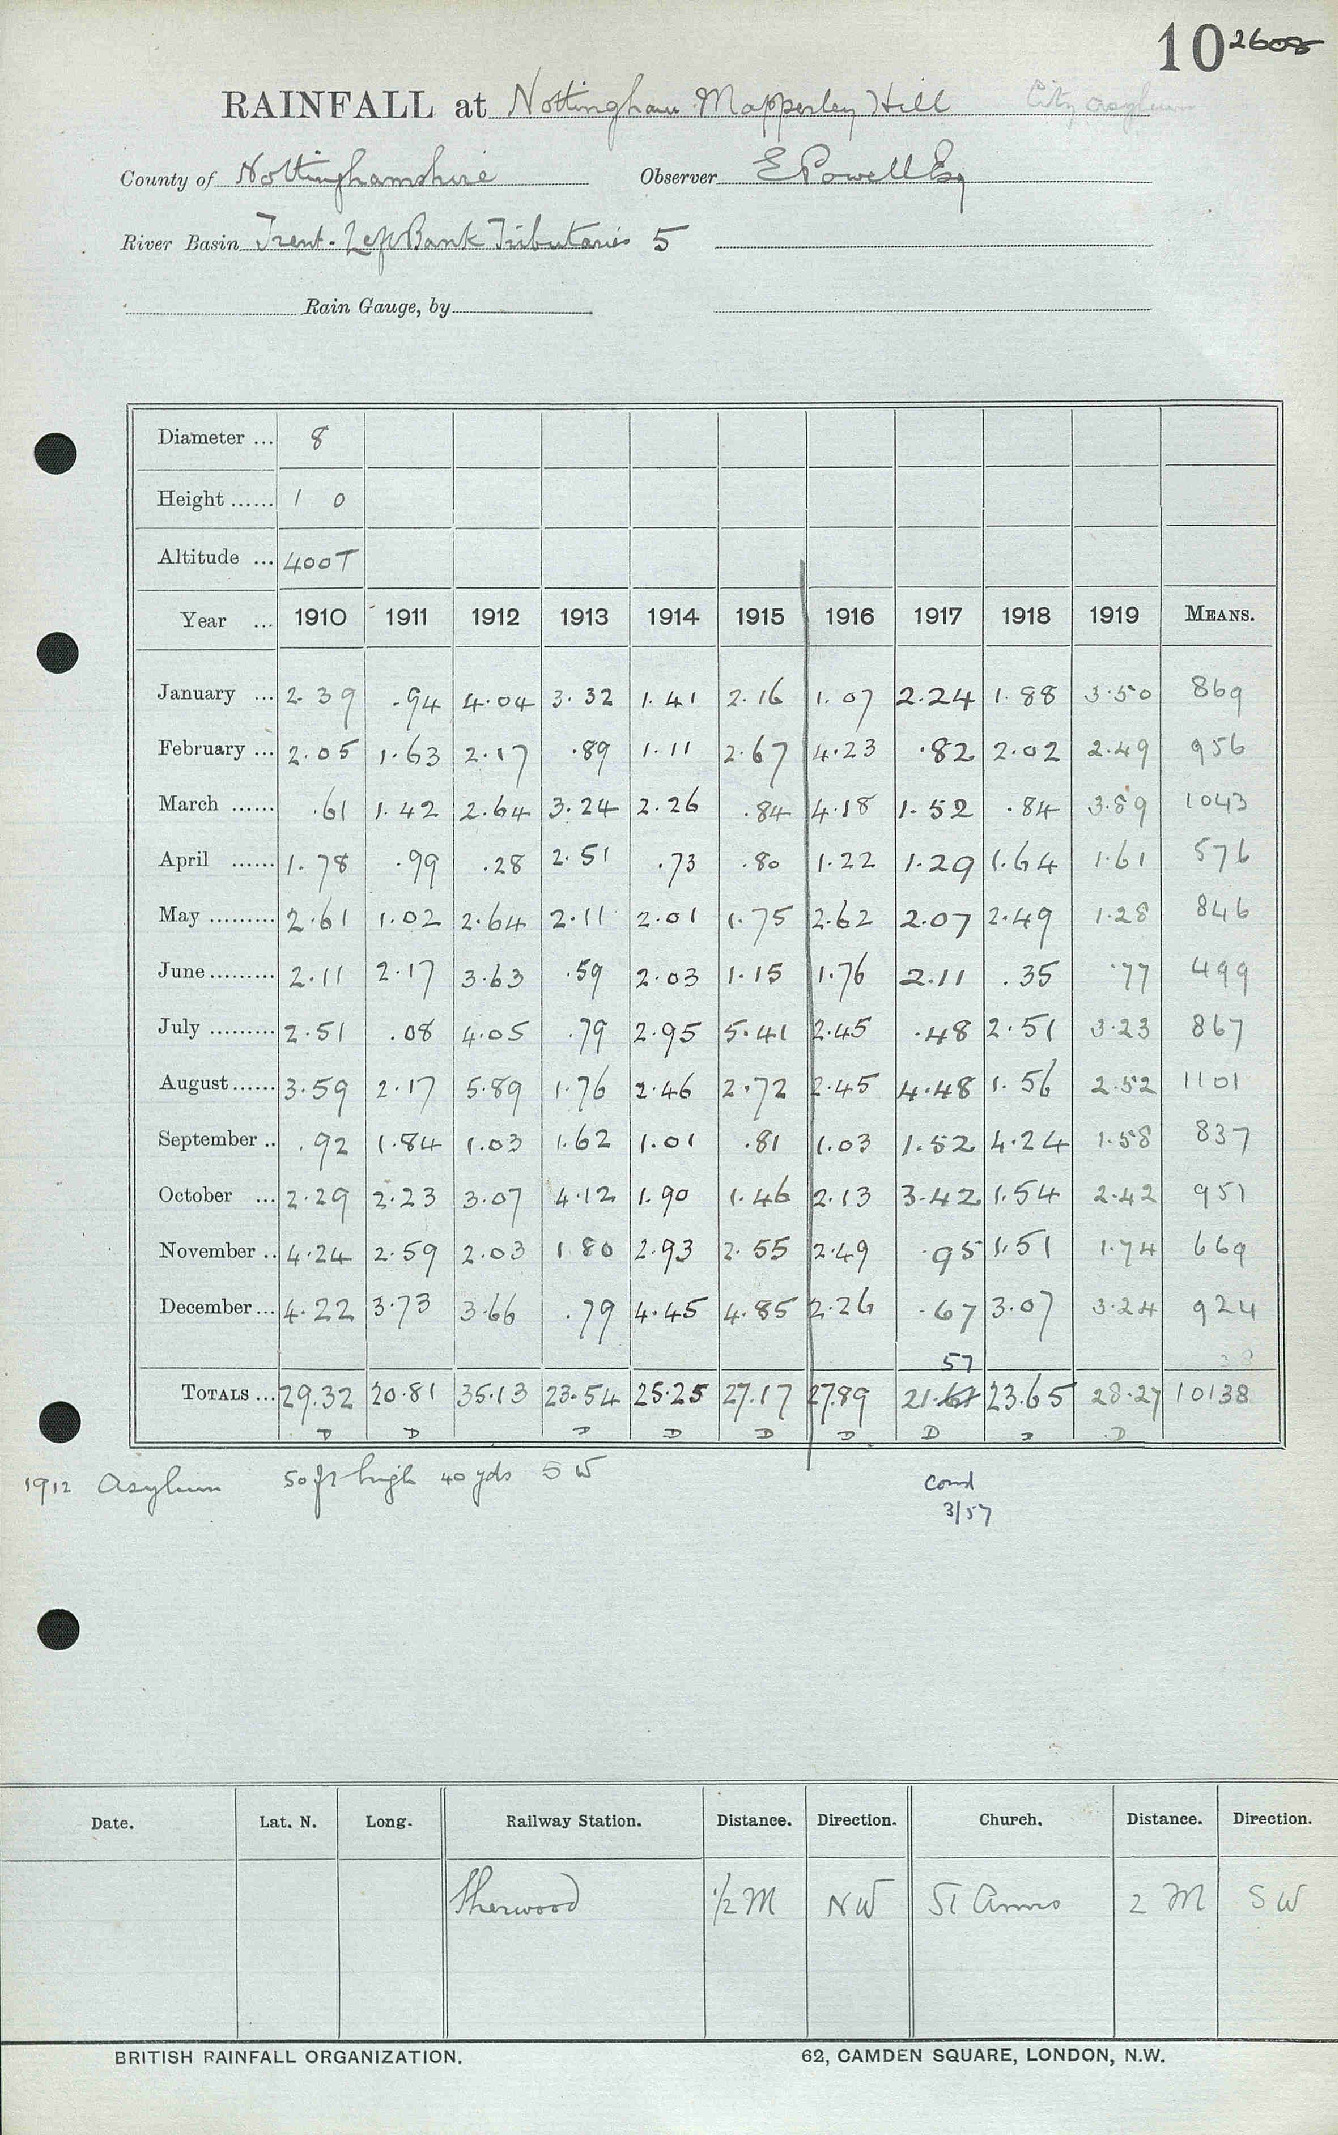 10 2608
RAINFALL at Nottingham Mapperley Hill City Asylum
County of Nottinghamshire Observer E Powell Esq
River Basin Trent. Left Bank Tributaries 5
Rain Gauge, by
Diameter ... 8
Height ...... 1 0
Altitude ... 400T
Year ... 1910 1911 1912 1913 1914 1915 1916 1917 1918 1919 MEANS.
January ... 2.39 .94 4.04 3.32 1.41 2.16 1.07 2.24 1.88 3.50 869
February ... 2.05 1.63 2.17 .89 1.11 2.67 4.23 .82 2.02 2.49 956
March ...... .61 1.42 2.64 3.24 2.26 .84 4.18 1.52 .84 3.89 1043
April ...... 1.78 .99 .28 2.51 .73 .80 1.22 1.29 1.64 1.61 576
May ......... 2.61 1.02 2.64 2.11 2.01 1.75 2.62 2.07 2.49 1.28 846
June ......... 2.11 2.17 3.63 .59 2.03 1.15 1.76 2.11 .35 .77 499
July ......... 2.51 .08 4.05 .79 2.95 5.41 2.45 .48 2.51 3.23 867
August ...... 3.59 2.17 5.89 1.76 2.46 2.72 2.45 4.48 1.56 2.52 1101
September .. .92 1.84 1.03 1.62 1.01 .81 1.03 1.52 4.24 1.58 837
October ... 2.29 2.23 3.07 4.12 1.90 1.46 2.13 3.42 1.54 2.42 951
November .. 4.24 2.59 2.03 1.80 2.93 2.55 2.49 .95 1.51 1.74 669
December ... 4.22 3.73 3.66 .79 4.45 4.85 2.26 .67 3.07 3.24 924
57
TOTALS ... 29.32 20.81 35.13 23.54 25.25 27.17 27.89 21.67 23.65 28.27 10138
D D D D D D D D D
1912 Asylum 50 ft high 40 yds SW
Cond
3/57
Date. Lat. N. Long. Railway Station. Distance. Direction. Church. Distance. Direction.
Sherwood 1/2 M NW St Anns 2 M SW
BRITISH RAINFALL ORGANIZATION. 62, CAMDEN SQUARE, LONDON, N.W.